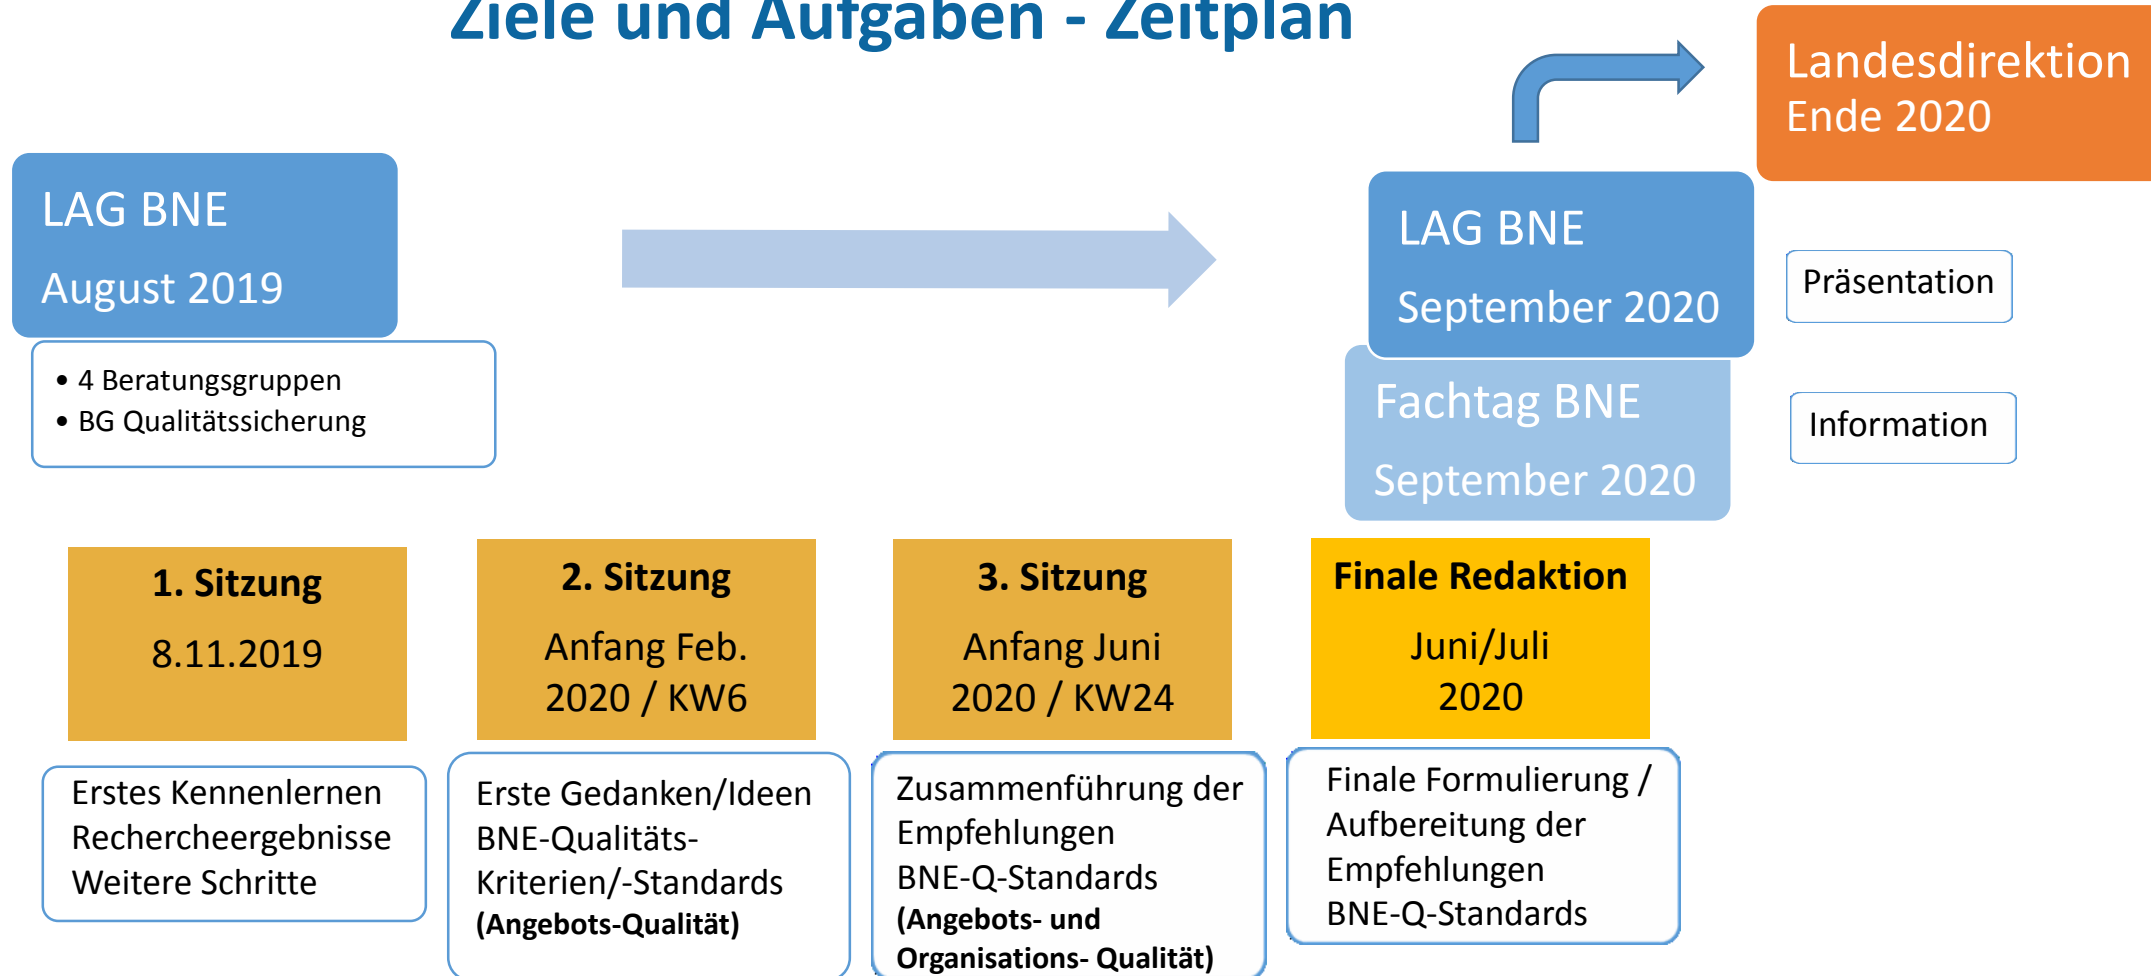 Ziele und Aufgaben - Zeitplan
Landesdirektion
Ende 2020
LAG BNE
August 2019
• 4 Beratungsgruppen
• BG Qualitätssicherung
LAG BNE
September 2020
Präsentation
Fachtag BNE
September 2020
Information
1. Sitzung
8.11.2019
Erstes Kennenlernen
Rechercheergebnisse
Weitere Schritte
2. Sitzung
Anfang Feb.
2020 / KW6
Erste Gedanken/Ideen
BNE-Qualitäts-
Kriterien/-Standards
(Angebots-Qualität)
3. Sitzung
Anfang Juni
2020 / KW24
Zusammenführung der
Empfehlungen
BNE-Q-Standards
(Angebots- und
Organisations- Qualität)
Finale Redaktion
Juni/Juli
2020
Finale Formulierung /
Aufbereitung der
Empfehlungen
BNE-Q-Standards